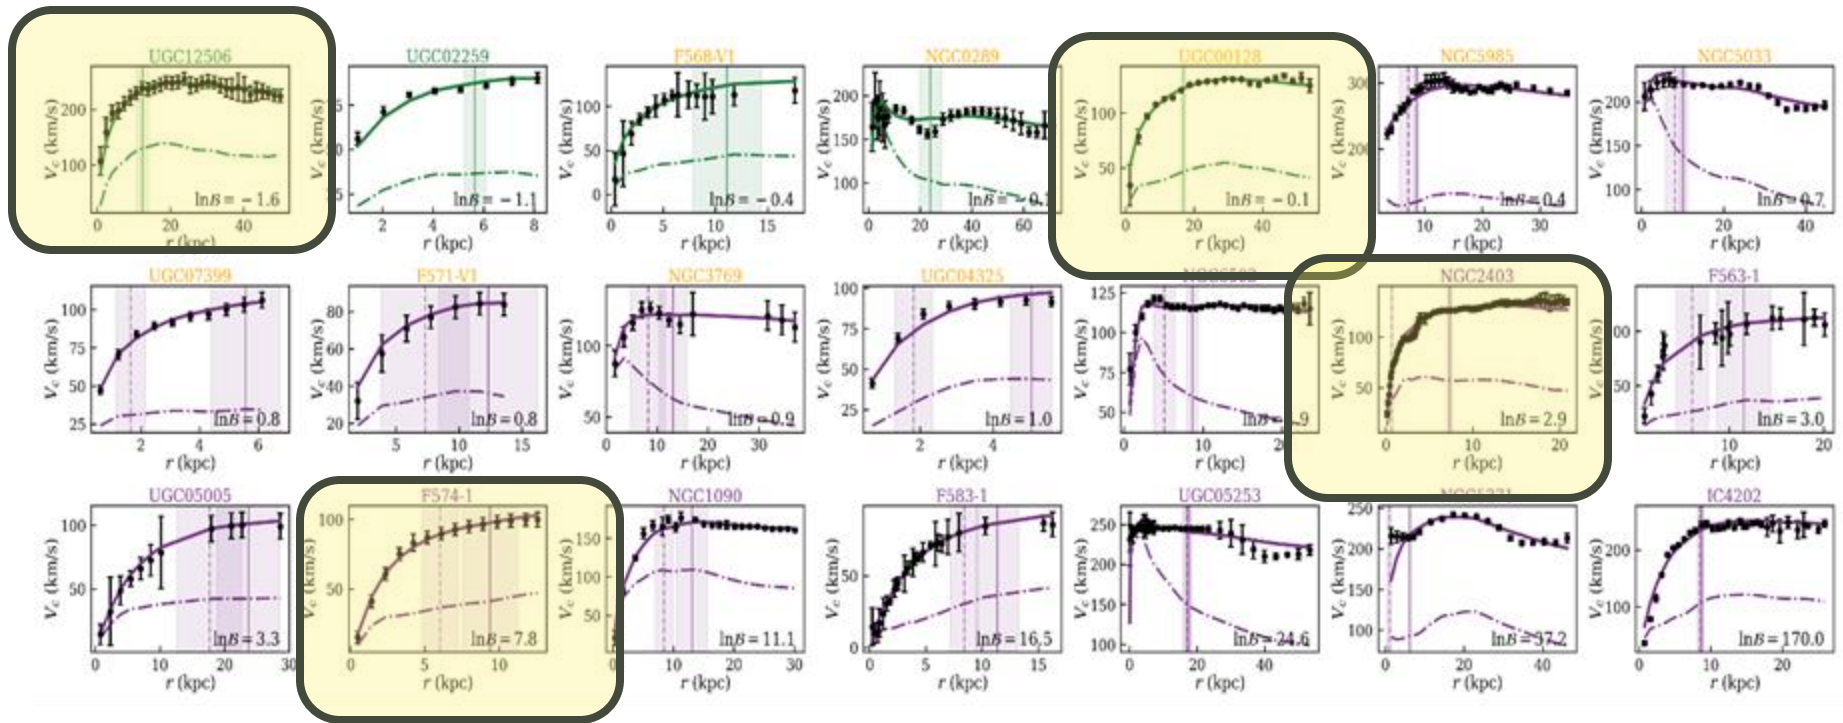 UGC12506 UGC02259 F568-V1 NGC0289 UGC00128 NGC5985 NGC5033
V_c (km/s) V_c (km/s) V_c (km/s) V_c (km/s) V_c (km/s) V_c (km/s)
200 100 200 100 300 200
100 50 150 50 200 150
0 100 100
lnB = −1.6 lnB = −1.1 lnB = −0.4 lnB = −0.1 lnB = 0.4 lnB = 0.7
0 20 40 2 4 6 8 0 5 10 15 0 20 40 60 0 20 40 10 20 30 0 20 40
r (kpc) r (kpc) r (kpc) r (kpc) r (kpc) r (kpc) r (kpc)
UGC07399 F571-V1 NGC3769 UGC04325 NGC2403 F563-1
V_c (km/s) V_c (km/s) V_c (km/s) V_c (km/s) V_c (km/s) V_c (km/s) V_c (km/s)
100 80 100 100 125 100
75 60 50 75 100 50 50
50 40 50 75
25 20 25 50
lnB = 0.8 lnB = 0.8 lnB = 0.9 lnB = 1.0 lnB = 2.9 lnB = 3.0
2 4 6 5 10 15 0 10 20 30 2 4 0 10 0 10 20 10 20
r (kpc) r (kpc) r (kpc) r (kpc) r (kpc) r (kpc) r (kpc)
UGC05005 F574-1 NGC1090 F583-1 UGC05253 IC4202
V_c (km/s) V_c (km/s) V_c (km/s) V_c (km/s) V_c (km/s) V_c (km/s) V_c (km/s)
100 100 150 50 250 250 200
50 50 100 0 200 200 100
50 150 150
100 100
lnB = 3.3 lnB = 7.8 lnB = 11.1 lnB = 16.5 lnB = 24.6 lnB = 37.2 lnB = 170.0
0 10 20 30 0 5 10 10 20 30 0 5 10 15 0 20 40 0 20 40 0 10 20
r (kpc) r (kpc) r (kpc) r (kpc) r (kpc) r (kpc) r (kpc)